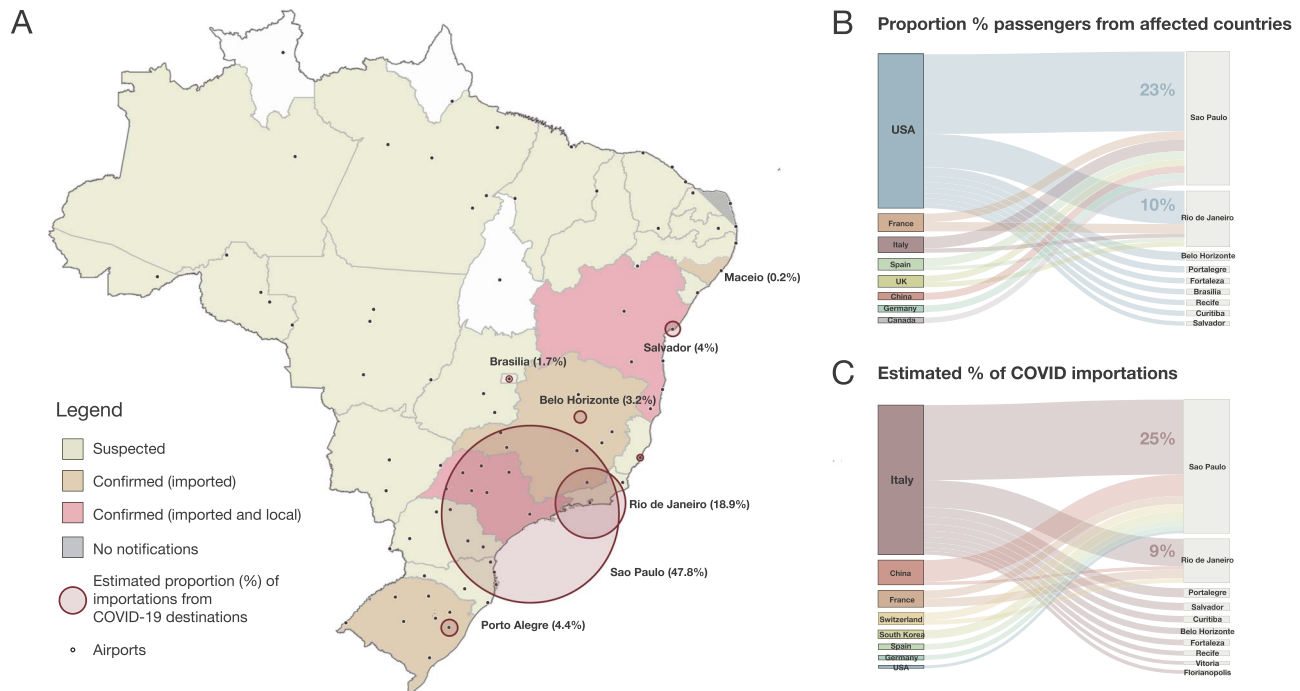 A
Maceio (0.2%)
Salvador (4%)
Brasilia (1.7%)
Belo Horizonte (3.2%)
Rio de Janeiro (18.9%)
Sao Paulo (47.8%)
Porto Alegre (4.4%)
Legend
Suspected
Confirmed (imported)
Confirmed (imported and local)
No notifications
Estimated proportion (%) of
importations from
COVID-19 destinations
Airports
B
Proportion % passengers from affected countries
USA
France
Italy
Spain
UK
China
Germany
Canada
23%
10%
Sao Paulo
Rio de Janeiro
Belo Horizonte
Portalegre
Fortaleza
Brasilia
Recife
Curitiba
Salvador
C
Estimated % of COVID importations
Italy
China
France
Switzerland
South Korea
Spain
Germany
USA
25%
9%
Sao Paulo
Rio de Janeiro
Portalegre
Salvador
Curitiba
Belo Horizonte
Fortaleza
Recife
Vitoria
Florianopolis